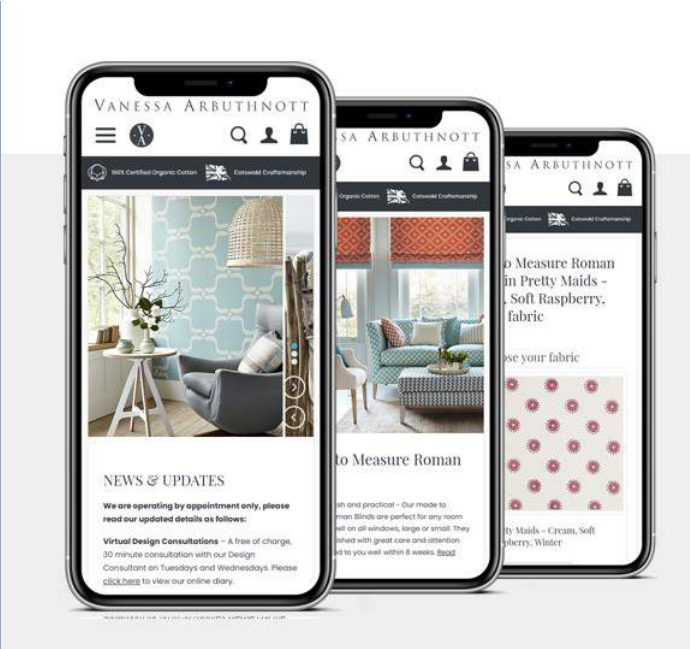 VANESSA ARBUTHNOTT
100% Certified Organic Cotton
Cotswold Craftsmanship
NEWS & UPDATES
We are operating by appointment only, please
read our updated details as follows:
Virtual Design Consultations – A free of charge,
30 minute consultation with our Design
Consultant on Tuesdays and Wednesdays. Please
click here to view our online diary.
SA ARBUTHNOTT
Organic Cotton
Cotswold Craftsmanship
to Measure Roman
sh and practical - Our made to
man Blinds are perfect for any room
ell on all windows, large or small. They
ished with great care and attention
d to you well within 8 weeks. Read
SA ARBUTHNOTT
Organic Cotton
Cotswold Craftsmanship
o Measure Roman
in Pretty Maids -
, Soft Raspberry,
fabric
ose your fabric
ty Maids - Cream, Soft
pberry, Winter